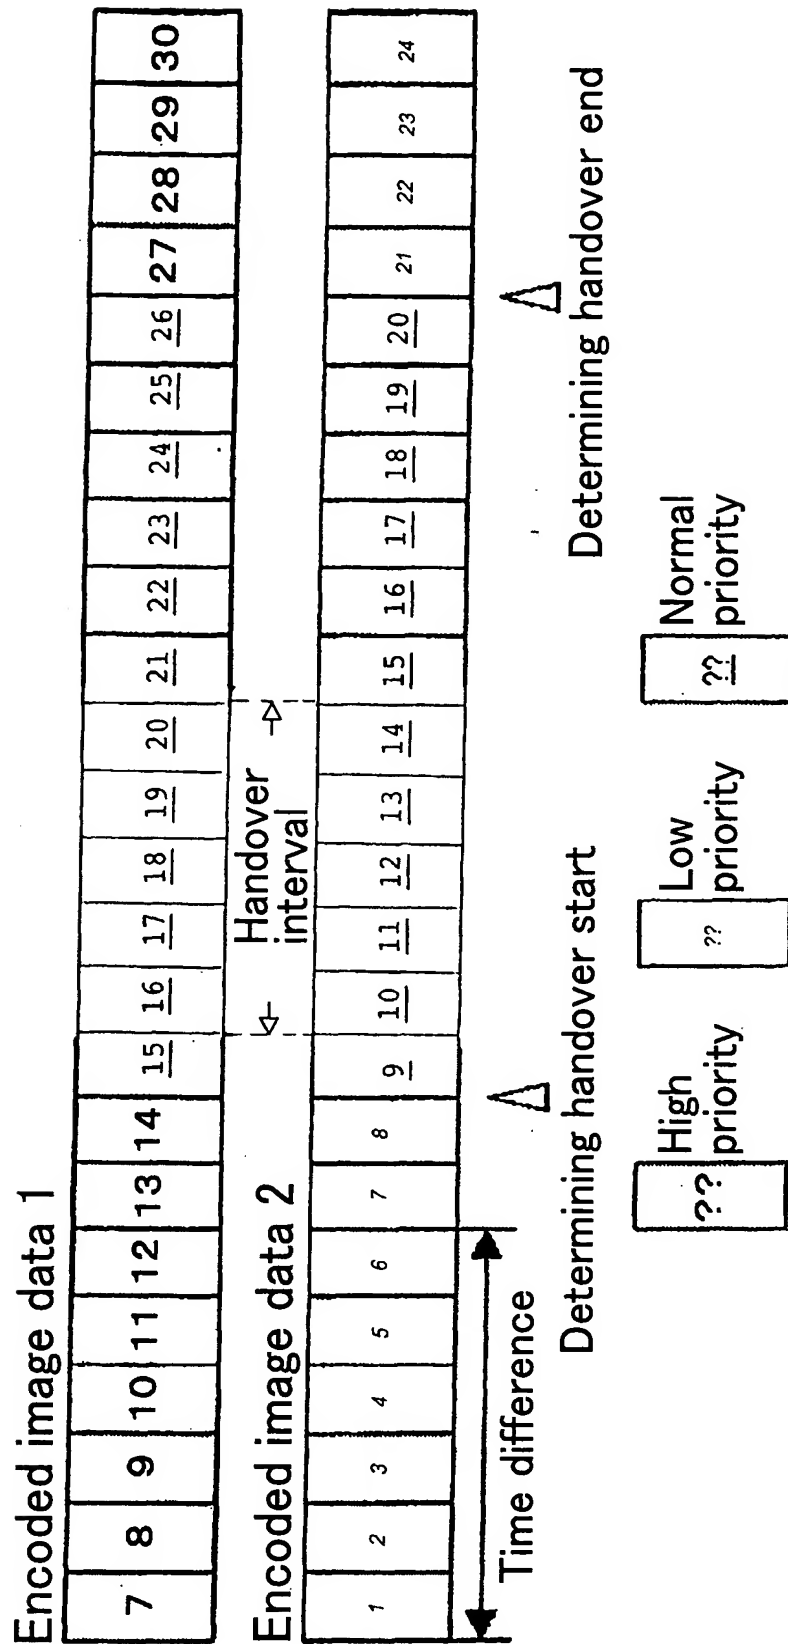 Encoded image data 1
7 8 9 10 11 12 13 14 15 16 17 18 19 20 21 22 23 24 25 26 27 28 29 30
Handover
interval
Encoded image data 2
1 2 3 4 5 6 7 8 9 10 11 12 13 14 15 16 17 18 19 20 21 22 23 24
Time difference
Determining handover start
Determining handover end
??
High
priority
??
Low
priority
??
Normal
priority